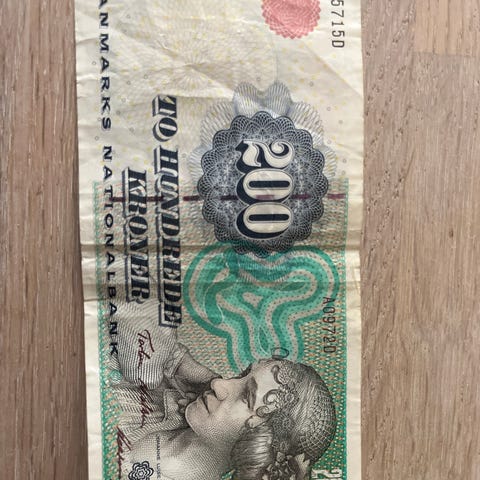 DANMARKS NATIONALBANK
TO HUNDREDE
KRONER
200
5715D
A0972D